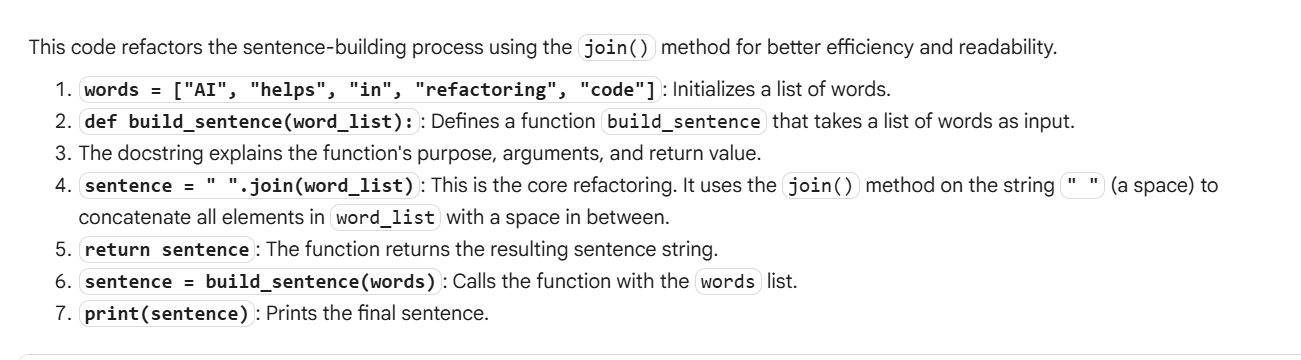 This code refactors the sentence-building process using the join() method for better efficiency and readability.
1. words = ["AI", "helps", "in", "refactoring", "code"]: Initializes a list of words.
2. def build_sentence(word_list):: Defines a function build_sentence that takes a list of words as input.
3. The docstring explains the function's purpose, arguments, and return value.
4. sentence = " ".join(word_list): This is the core refactoring. It uses the join() method on the string " " (a space) to
concatenate all elements in word_list with a space in between.
5. return sentence: The function returns the resulting sentence string.
6. sentence = build_sentence(words): Calls the function with the words list.
7. print(sentence): Prints the final sentence.